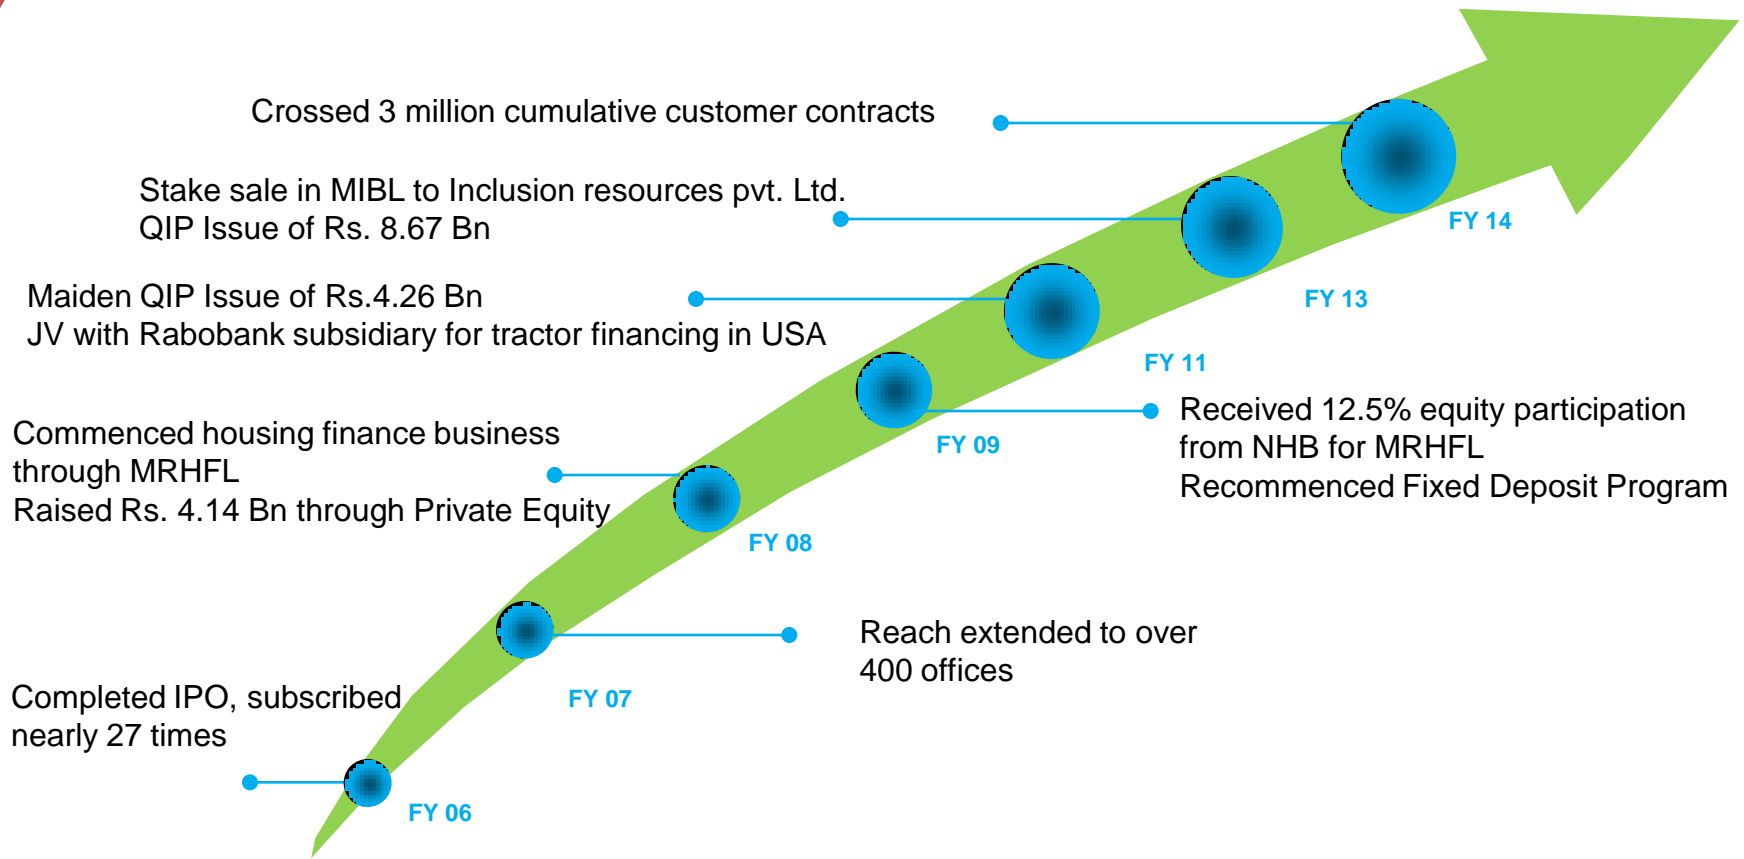 Crossed 3 million cumulative customer contracts
Stake sale in MIBL to Inclusion resources pvt. Ltd.
QIP Issue of Rs. 8.67 Bn
FY 14
Maiden QIP Issue of Rs.4.26 Bn
JV with Rabobank subsidiary for tractor financing in USA
FY 13
FY 11
Received 12.5% equity participation
from NHB for MRHFL
Recommenced Fixed Deposit Program
Commenced housing finance business
through MRHFL
Raised Rs. 4.14 Bn through Private Equity
FY 09
FY 08
Reach extended to over
400 offices
FY 07
Completed IPO, subscribed
nearly 27 times
FY 06